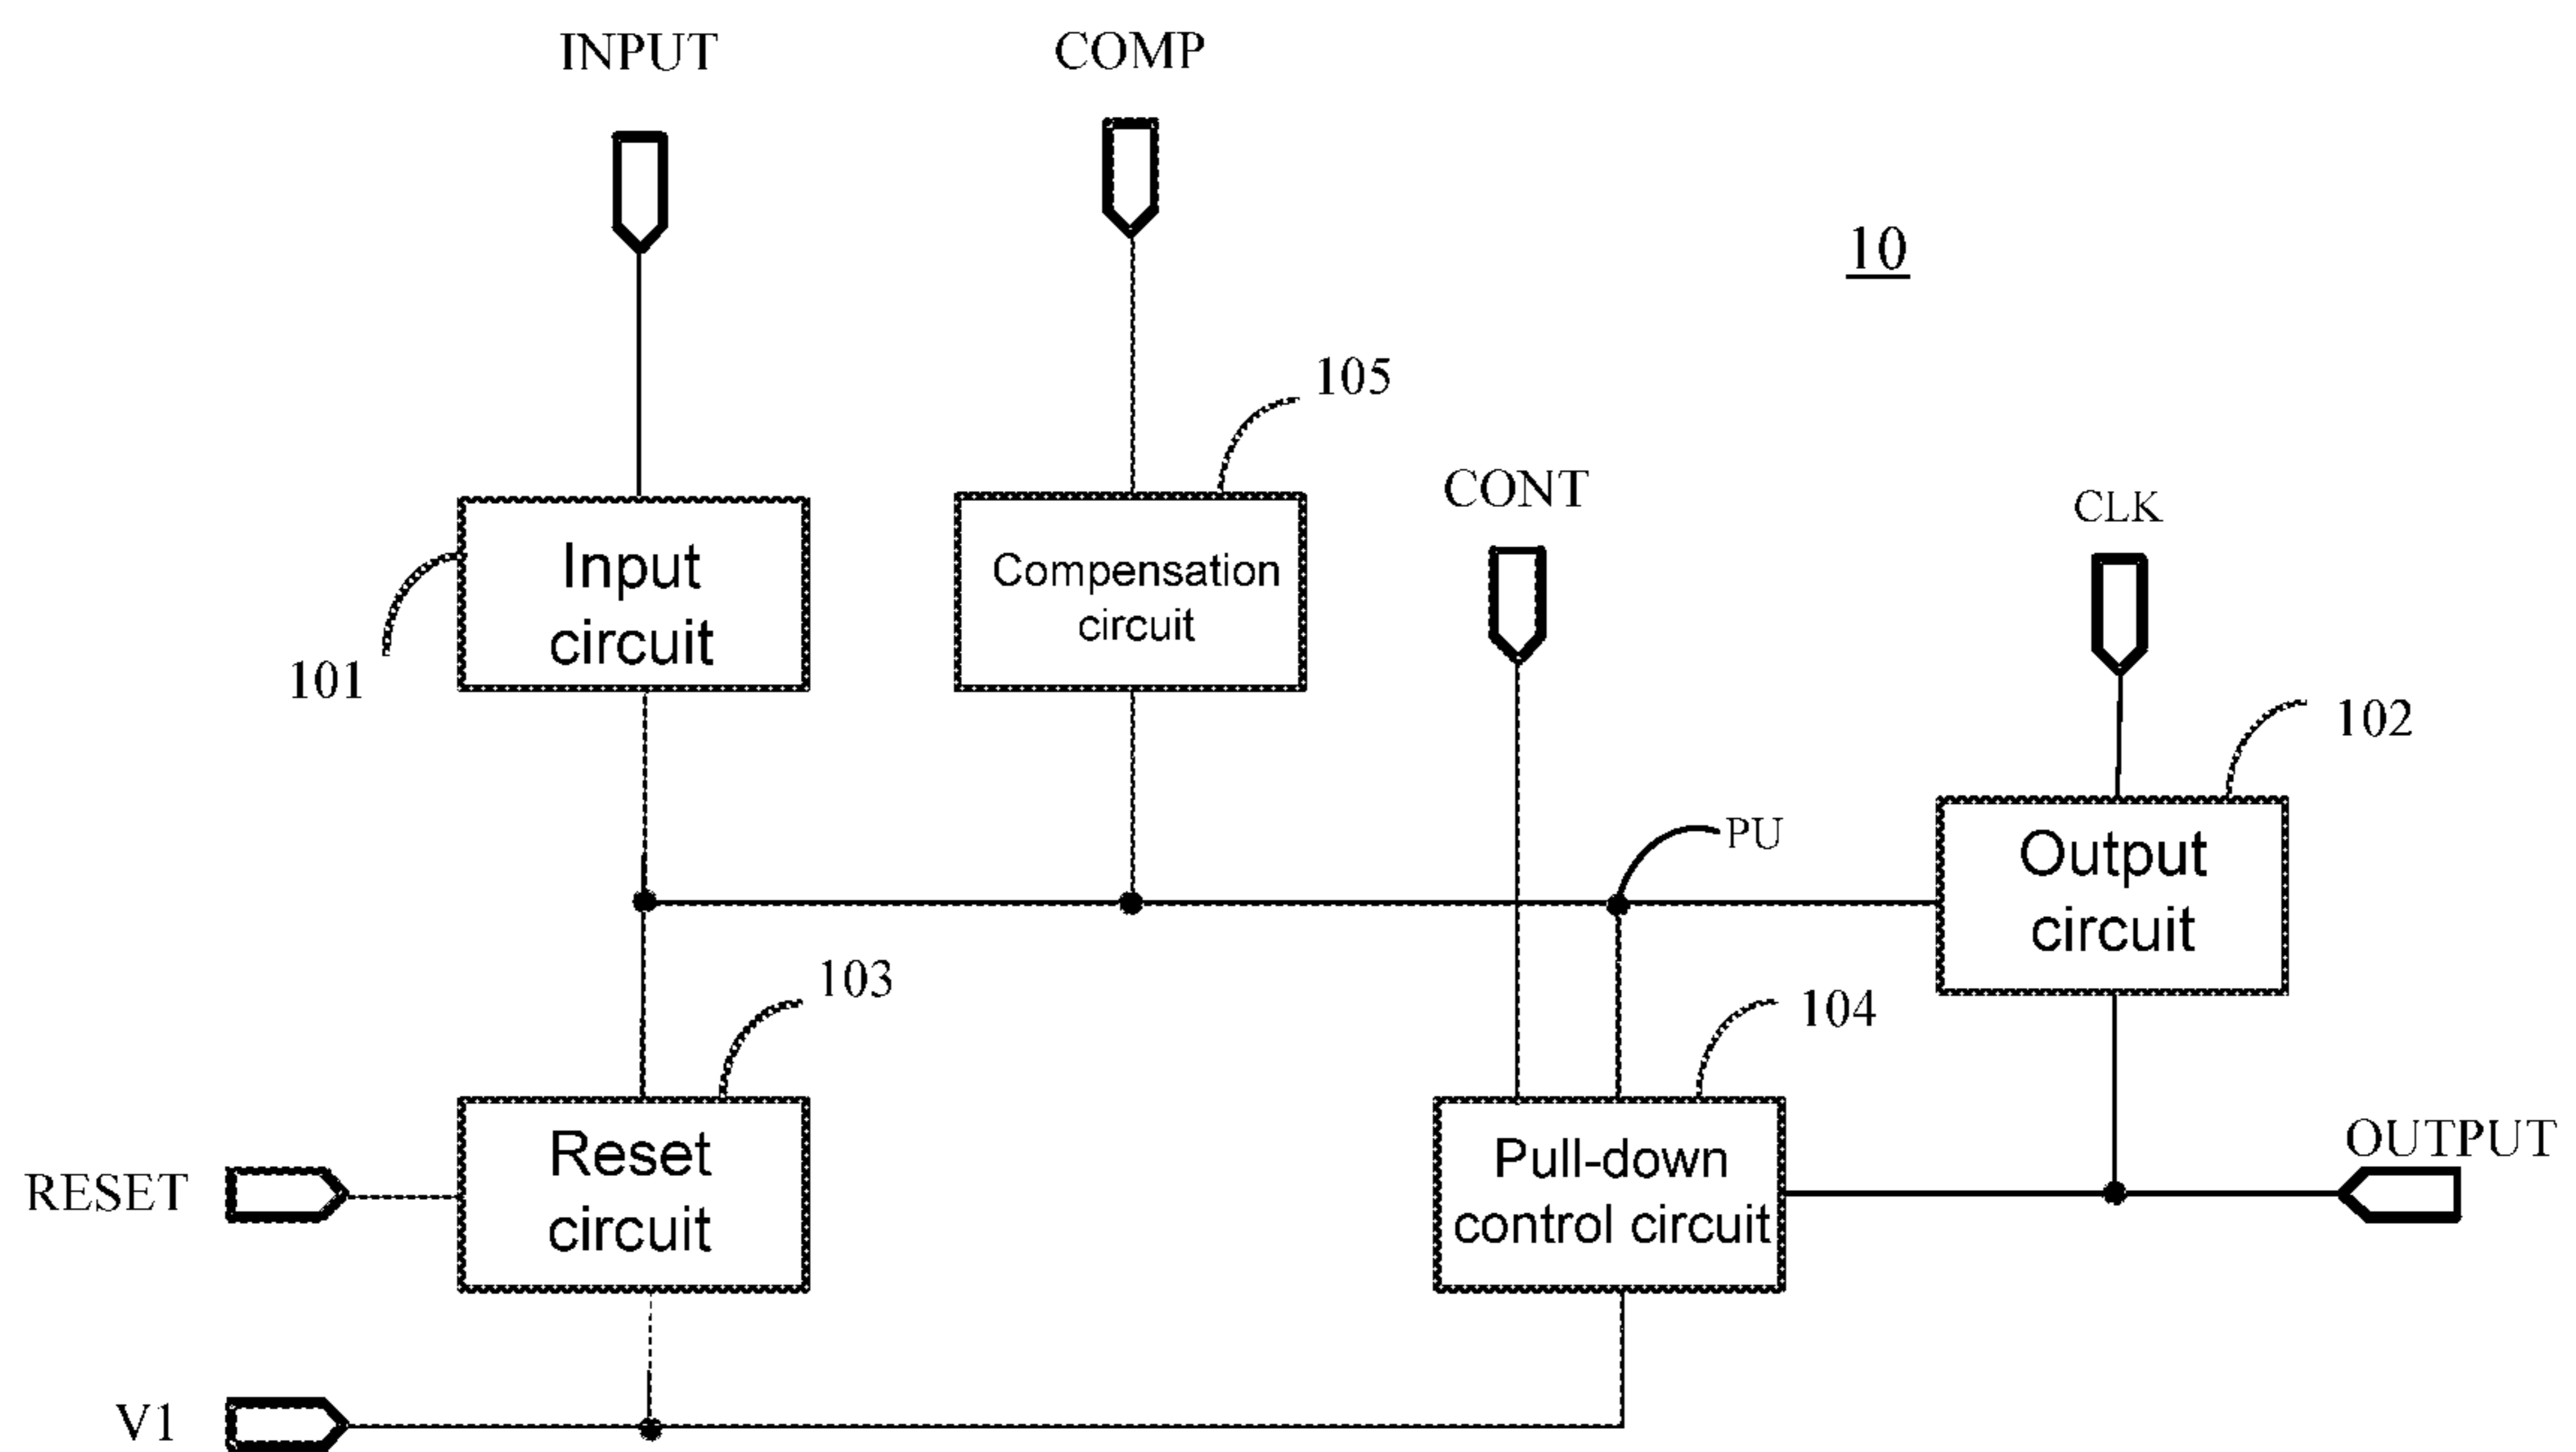 INPUT
COMP
10
105
CONT
CLK
Input
circuit
Compensation
circuit
101
102
PU
Output
circuit
103
104
Reset
circuit
Pull-down
control circuit
OUTPUT
RESET
V1